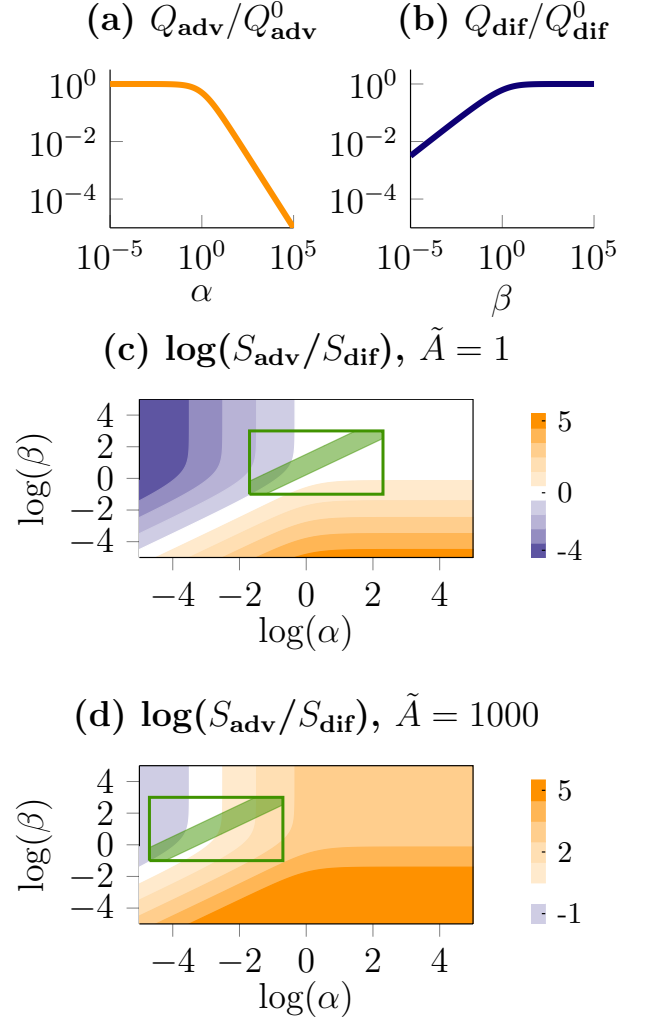 (a) Q_adv/Q^0_adv
10^0
10^−2
10^−4
10^−5 10^0 10^5
α
(b) Q_dif/Q^0_dif
10^0
10^−2
10^−4
10^−5 10^0 10^5
β
(c) log(S_adv/S_dif), Ã = 1
log(β)
4
2
0
−2
−4
−4 −2 0 2 4
log(α)
5
0
-4
(d) log(S_adv/S_dif), Ã = 1000
log(β)
4
2
0
−2
−4
−4 −2 0 2 4
log(α)
5
2
-1